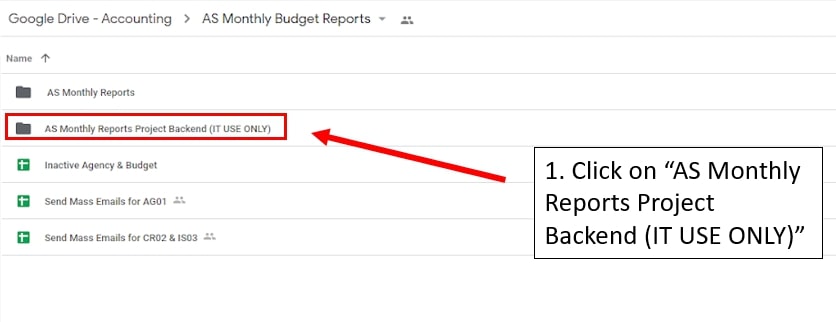 Google Drive - Accounting > AS Monthly Budget Reports
Name
AS Monthly Reports
AS Monthly Reports Project Backend (IT USE ONLY)
Inactive Agency & Budget
Send Mass Emails for AG01
Send Mass Emails for CR02 & IS03
1. Click on “AS Monthly
Reports Project
Backend (IT USE ONLY)”